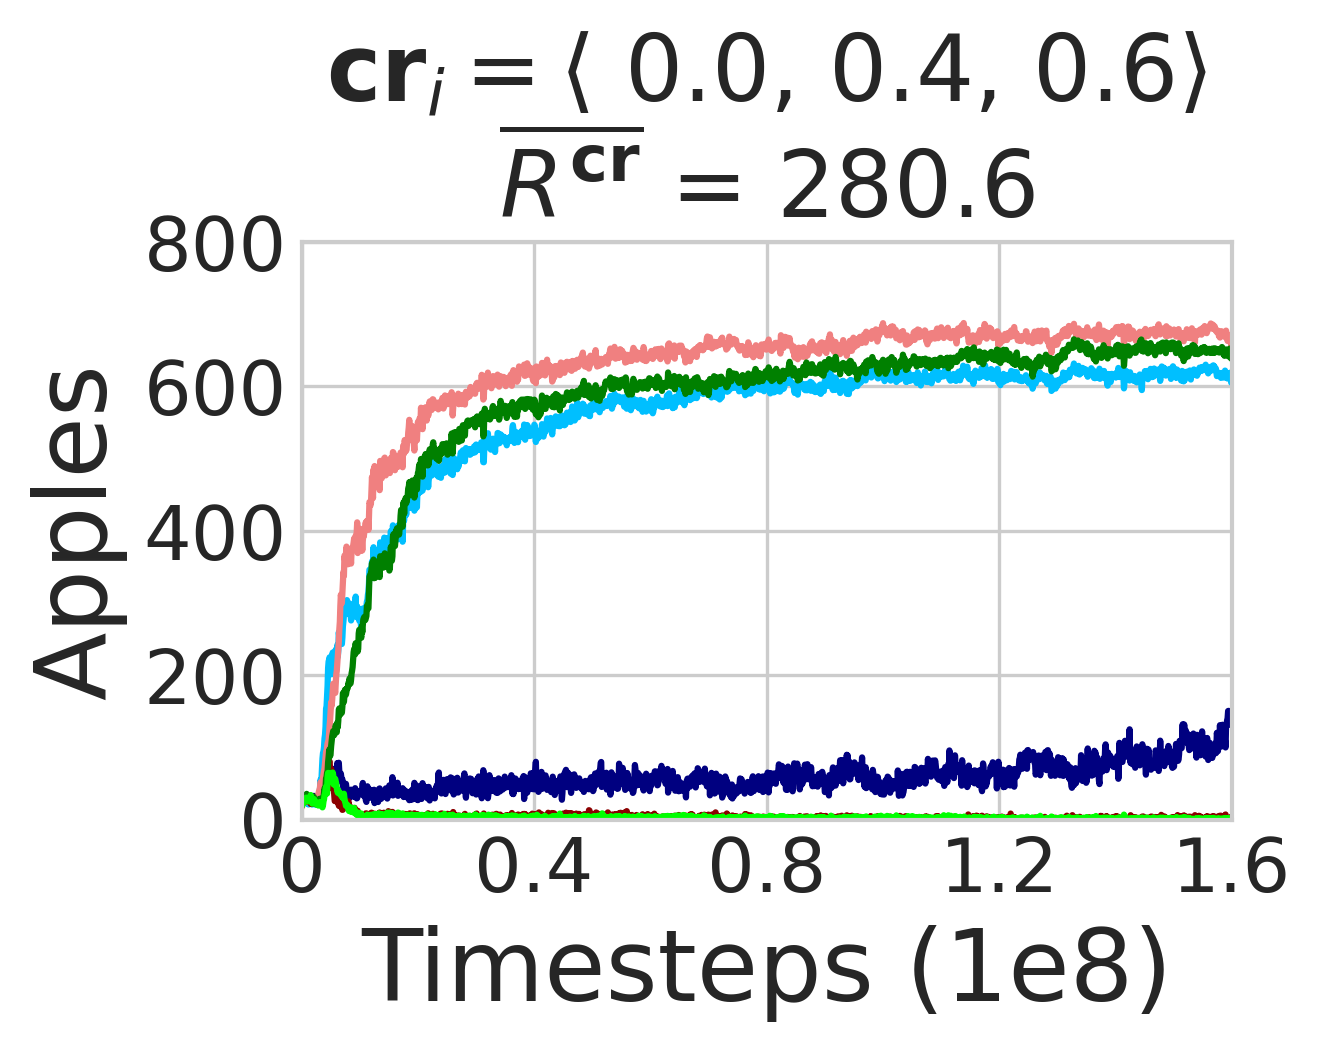 cr_i = ⟨ 0.0, 0.4, 0.6⟩
R^cr = 280.6
800
600
400
200
0
Apples
0 0.4 0.8 1.2 1.6
Timesteps (1e8)